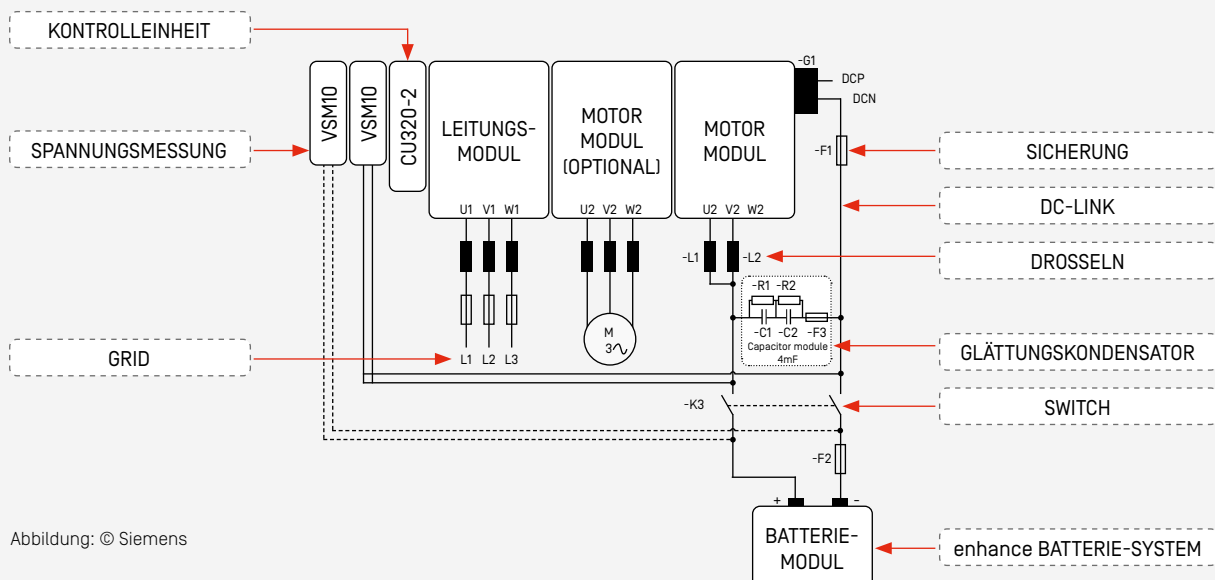 KONTROLLEINHEIT
SPANNUNGSMESSUNG
GRID
VSM10
VSM10
CU320-2
LEITUNGS-
MODUL
U1 V1 W1
L1 L2 L3
MOTOR
MODUL
(OPTIONAL)
U2 V2 W2
M
3
MOTOR
MODUL
U2 V2 W2
-G1
DCP
DCN
-F1
-L1
-L2
-R1 -R2
-C1 -C2 -F3
Capacitor module
4mF
-K3
-F2
+ -
BATTERIE-
MODUL
SICHERUNG
DC-LINK
DROSSELN
GLÄTTUNGSKONDENSATOR
SWITCH
enhance BATTERIE-SYSTEM
Abbildung: © Siemens